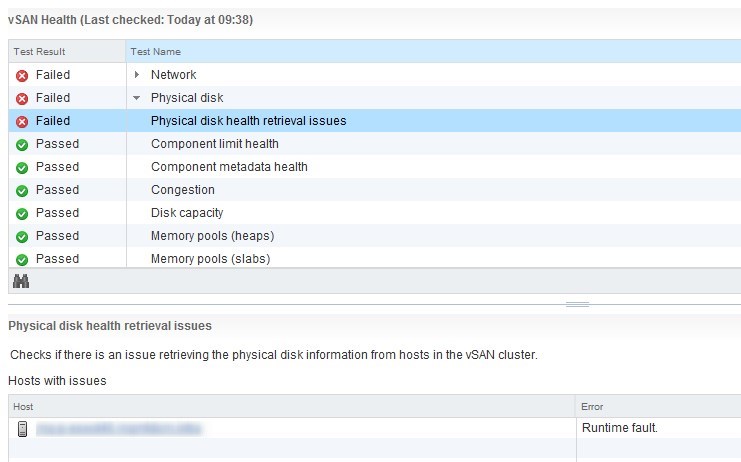 vSAN Health (Last checked: Today at 09:38)
Test Result Test Name
Failed Network
Failed Physical disk
Failed Physical disk health retrieval issues
Passed Component limit health
Passed Component metadata health
Passed Congestion
Passed Disk capacity
Passed Memory pools (heaps)
Passed Memory pools (slabs)
Physical disk health retrieval issues
Checks if there is an issue retrieving the physical disk information from hosts in the vSAN cluster.
Hosts with issues
Host Error
Runtime fault.